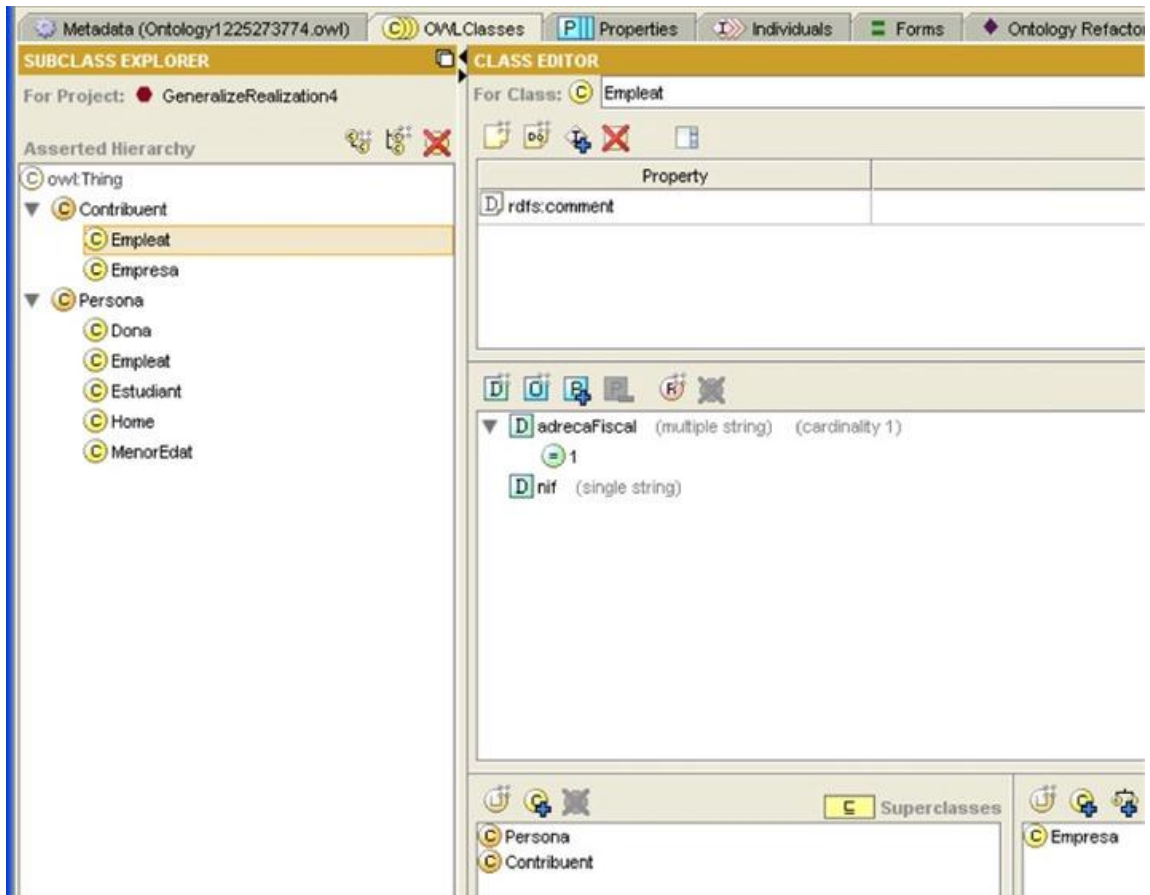 Metadata (Ontology1225273774.owl) OWLClasses Properties Individuals Forms Ontology Refactor
SUBCLASS EXPLORER
For Project: GeneralizeRealization4
Asserted Hierarchy
owl:Thing
Contribuent
Empleat
Empresa
Persona
Dona
Empleat
Estudiant
Home
MenorEdat
CLASS EDITOR
For Class: Empleat
Property
rdfs:comment
adrecaFiscal (multiple string) (cardinality 1)
= 1
nif (single string)
Superclasses
Persona
Contribuent
Empresa